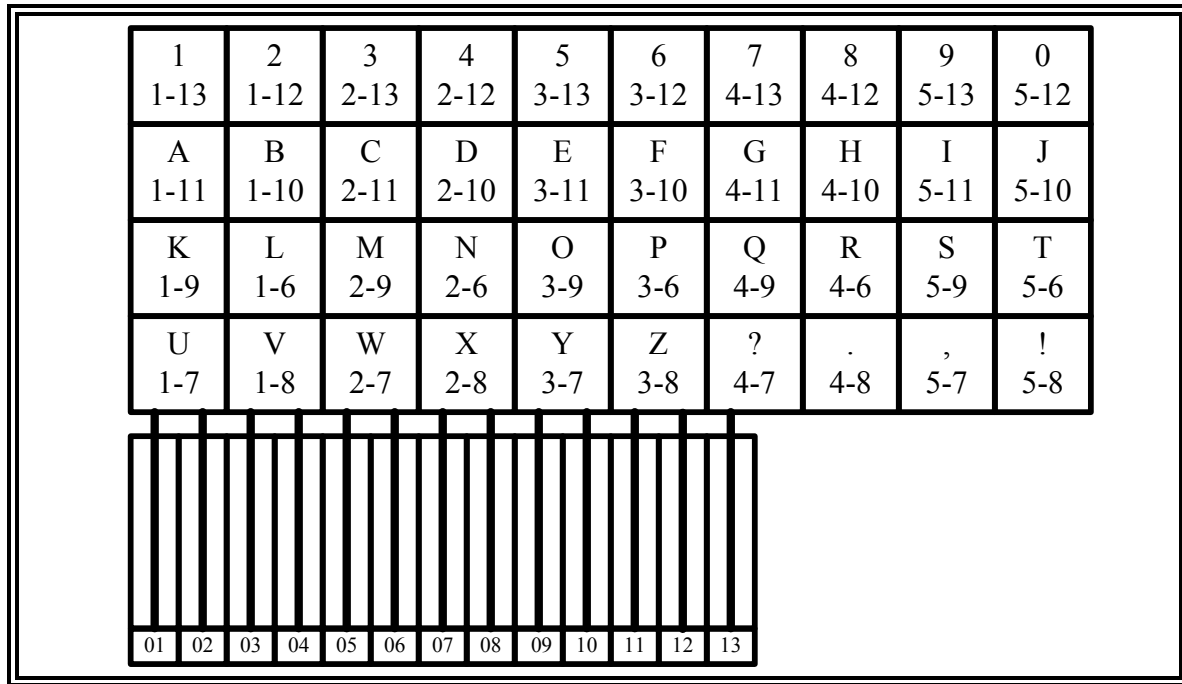 1 2 3 4 5 6 7 8 9 0
1-13 1-12 2-13 2-12 3-13 3-12 4-13 4-12 5-13 5-12
A B C D E F G H I J
1-11 1-10 2-11 2-10 3-11 3-10 4-11 4-10 5-11 5-10
K L M N O P Q R S T
1-9 1-6 2-9 2-6 3-9 3-6 4-9 4-6 5-9 5-6
U V W X Y Z ? . , !
1-7 1-8 2-7 2-8 3-7 3-8 4-7 4-8 5-7 5-8
01 02 03 04 05 06 07 08 09 10 11 12 13